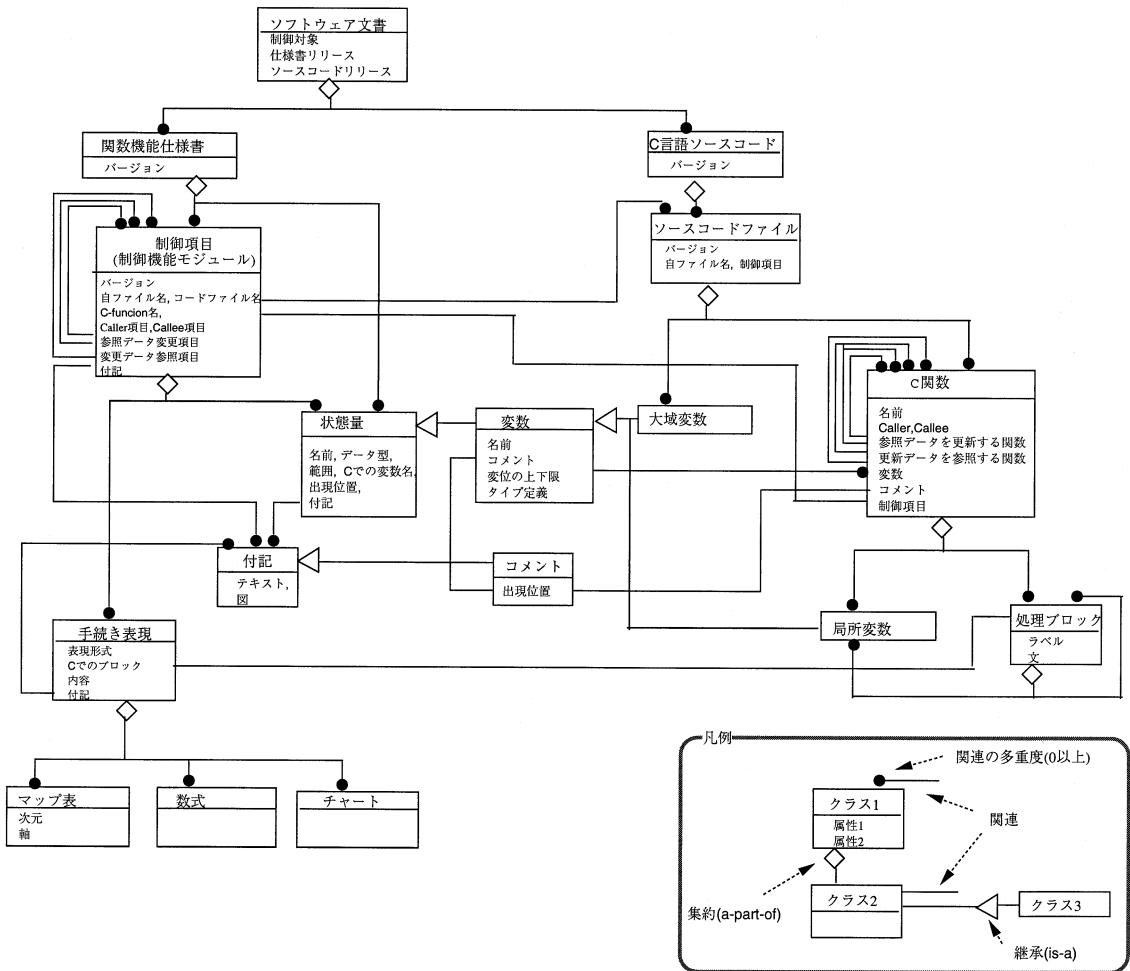 ソフトウェア文書
制御対象
仕様書リリース
ソースコードリリース
関数機能仕様書
バージョン
C言語ソースコード
バージョン
制御項目
(制御機能モジュール)
バージョン
自ファイル名, コードファイル名
C-funcion名,
Caller項目,Callee項目
参照データ変更項目
変更データ参照項目
付記
ソースコードファイル
バージョン
自ファイル名, 制御項目
状態量
名前, データ型,
範囲, Cでの変数名,
出現位置,
付記
変数
名前
コメント
変位の上下限
タイプ定義
大域変数
C関数
名前
Caller,Callee
参照データを更新する関数
更新データを参照する関数
変数
コメント
制御項目
付記
テキスト,
図
コメント
出現位置
局所変数
処理ブロック
ラベル
文
手続き表現
表現形式
Cでのブロック
内容
付記
マップ表
次元
軸
数式
チャート
凡例
関連の多重度(0以上)
クラス1
属性1
属性2
関連
集約(a-part-of)
クラス2
クラス3
継承(is-a)